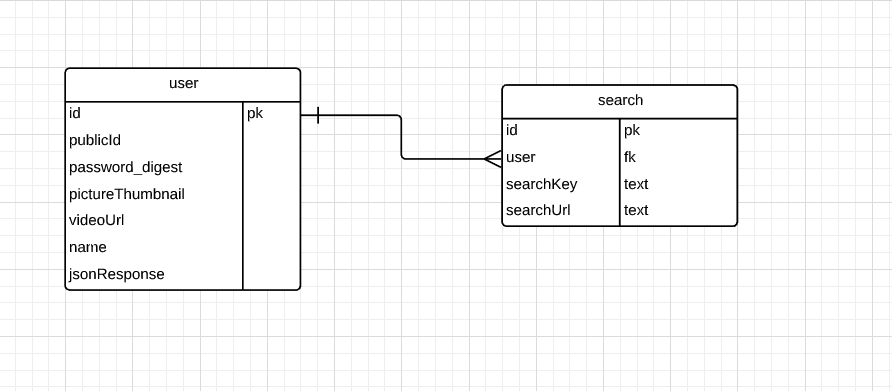 user
id pk
publicId
password_digest
pictureThumbnail
videoUrl
name
jsonResponse
search
id pk
user fk
searchKey text
searchUrl text